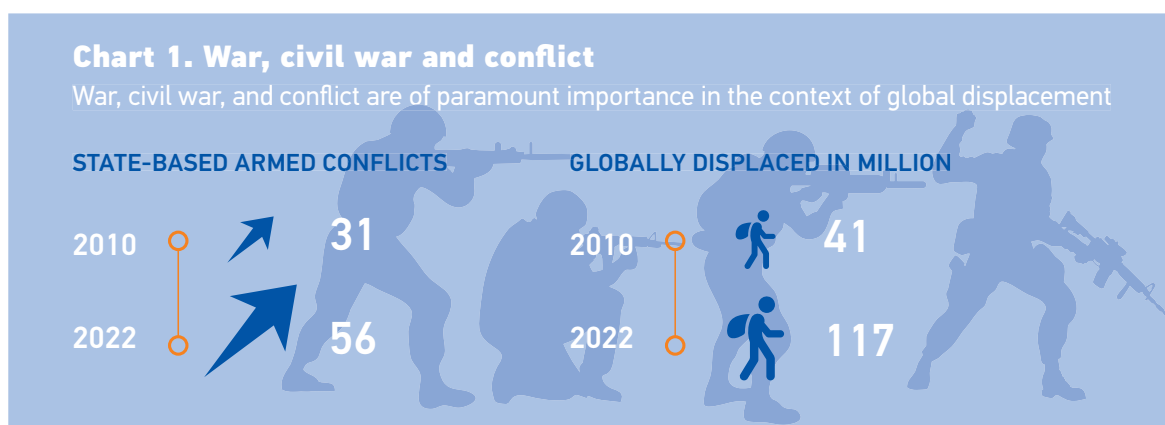 Chart 1. War, civil war and conflict
War, civil war, and conflict are of paramount importance in the context of global displacement
STATE-BASED ARMED CONFLICTS
2010 31
2022 56
GLOBALLY DISPLACED IN MILLION
2010 41
2022 117